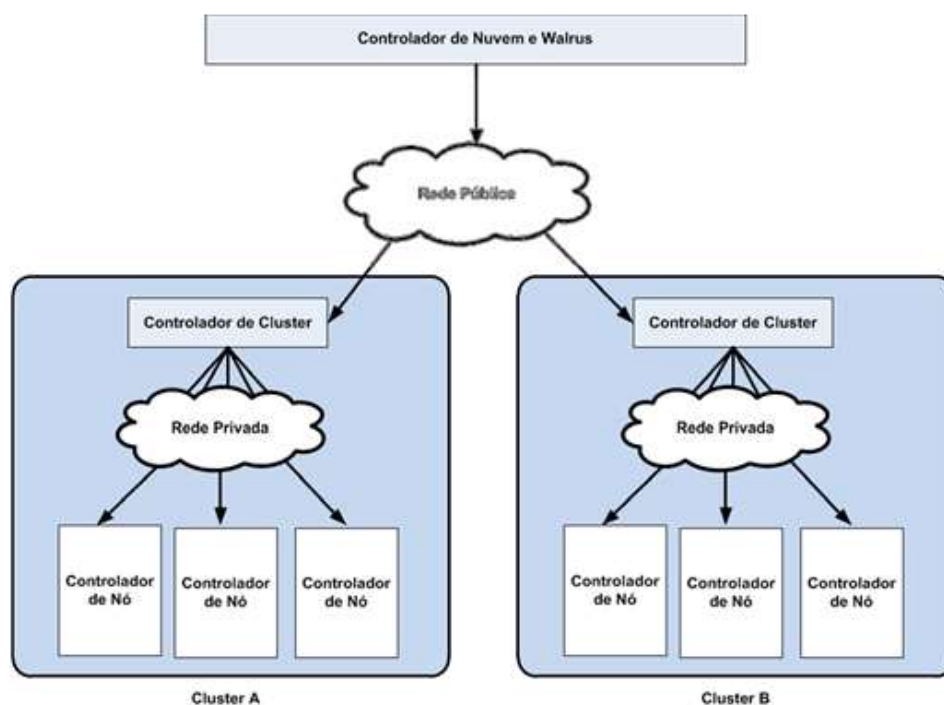 Controlador de Nuvem e Walrus
Rede Pública
Controlador de Cluster
Rede Privada
Controlador
de Nó
Controlador
de Nó
Controlador
de Nó
Cluster A
Controlador de Cluster
Rede Privada
Controlador
de Nó
Controlador
de Nó
Controlador
de Nó
Cluster B